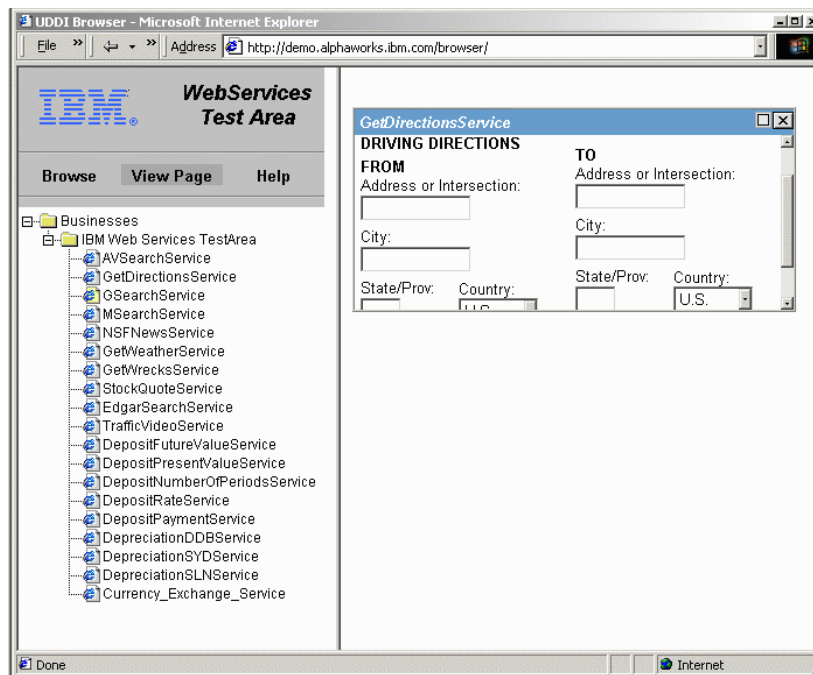 UDDI Browser - Microsoft Internet Explorer
File » » Address http://demo.alphaworks.ibm.com/browser/
IBM®
WebServices
Test Area
Browse View Page Help
Businesses
IBM Web Services TestArea
AVSearchService
GetDirectionsService
GSearchService
MSearchService
NSFNewsService
GetWeatherService
GetWrecksService
StockQuoteService
EdgarSearchService
TrafficVideoService
DepositFutureValueService
DepositPresentValueService
DepositNumberOfPeriodsService
DepositRateService
DepositPaymentService
DepreciationDDBService
DepreciationSYDService
DepreciationSLNService
Currency_Exchange_Service
GetDirectionsService
DRIVING DIRECTIONS
FROM
Address or Intersection:
City:
State/Prov: Country:
U.S.
TO
Address or Intersection:
City:
State/Prov: Country:
U.S.
Done
Internet